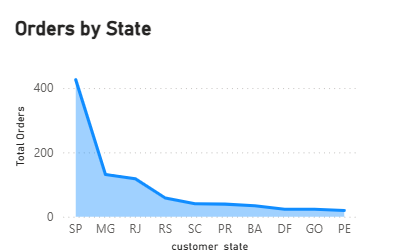 Orders by State
Total Orders
400
200
0
SP MG RJ RS SC PR BA DF GO PE
customer_state